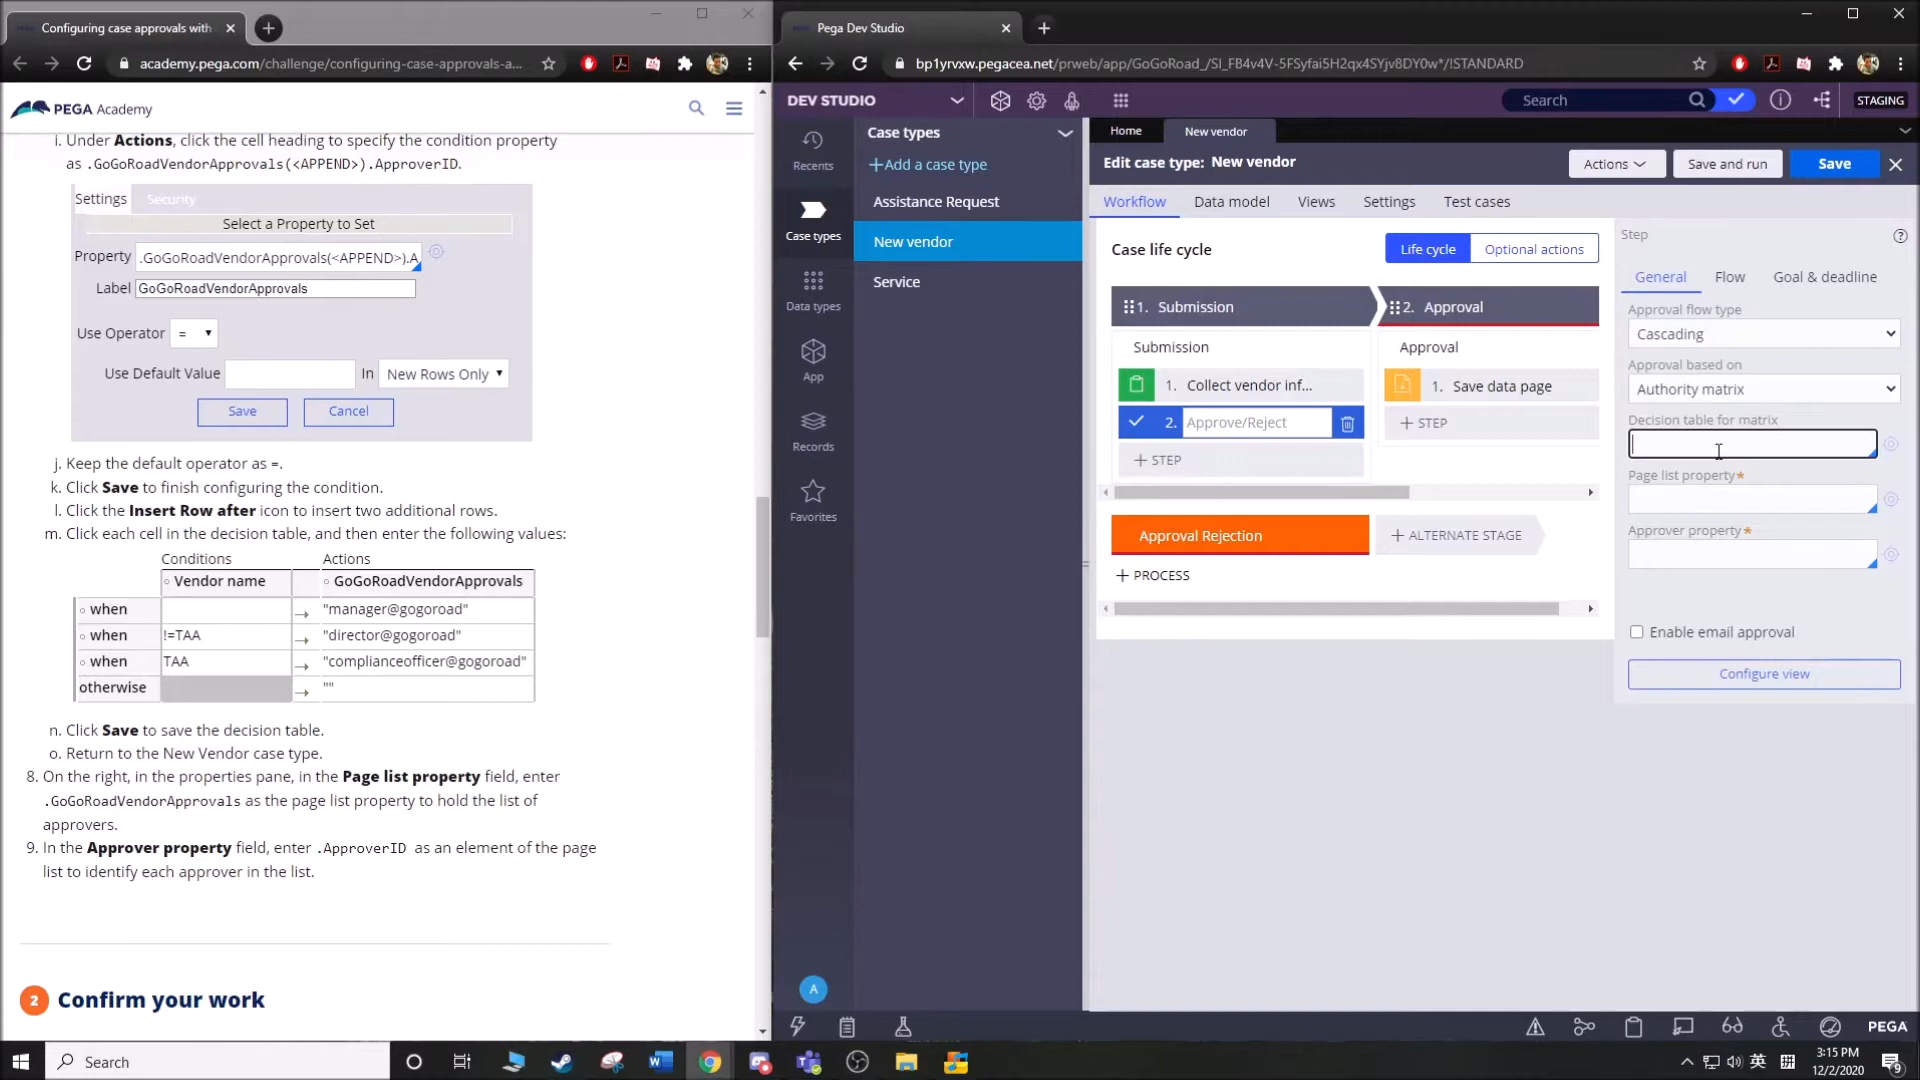 Configuring case approvals with
academy.pega.com/challenge/configuring-case-approvals-a...
PEGA Academy
i. Under Actions, click the cell heading to specify the condition property
as .GoGoRoadVendorApprovals(<APPEND>).ApproverID.
Settings Security
Select a Property to Set
Property .GoGoRoadVendorApprovals(<APPEND>).A
Label GoGoRoadVendorApprovals
Use Operator =
Use Default Value In New Rows Only
Save Cancel
j. Keep the default operator as =.
k. Click Save to finish configuring the condition.
l. Click the Insert Row after icon to insert two additional rows.
m. Click each cell in the decision table, and then enter the following values:
Conditions Actions
Vendor name GoGoRoadVendorApprovals
when "manager@gogoroad"
when !=TAA "director@gogoroad"
when TAA "complianceofficer@gogoroad"
otherwise ""
n. Click Save to save the decision table.
o. Return to the New Vendor case type.
8. On the right, in the properties pane, in the Page list property field, enter
.GoGoRoadVendorApprovals as the page list property to hold the list of
approvers.
9. In the Approver property field, enter .ApproverID as an element of the page
list to identify each approver in the list.
2 Confirm your work
Pega Dev Studio
bp1yrvxw.pegacea.net/prweb/app/GoGoRoad_/SI_FB4v4V-5FSyfai5H2qx4SYjv8DY0w*/!STANDARD
DEV STUDIO
Search
STAGING
Recents
Case types
Data types
App
Records
Favorites
A
Case types
+Add a case type
Assistance Request
New vendor
Service
Home New vendor
Edit case type: New vendor
Actions Save and run Save
Workflow Data model Views Settings Test cases
Case life cycle
Life cycle Optional actions
1. Submission 2. Approval
Submission Approval
1. Collect vendor inf... 1. Save data page
2. Approve/Reject + STEP
+ STEP
Approval Rejection + ALTERNATE STAGE
+ PROCESS
Step
General Flow Goal & deadline
Approval flow type
Cascading
Approval based on
Authority matrix
Decision table for matrix
Page list property*
Approver property*
Enable email approval
Configure view
PEGA
Search
英
3:15 PM
12/2/2020
9